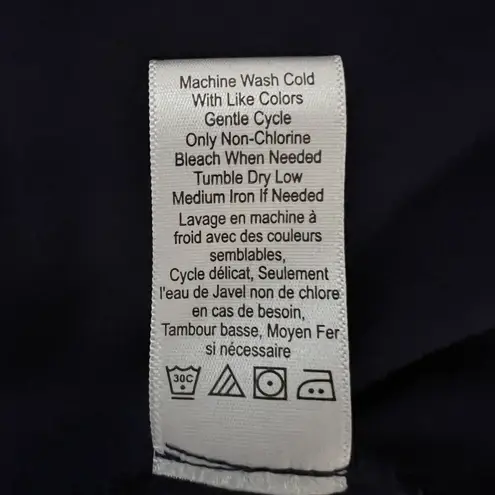 Machine Wash Cold
With Like Colors
Gentle Cycle
Only Non-Chlorine
Bleach When Needed
Tumble Dry Low
Medium Iron If Needed
Lavage en machine à
froid avec des couleurs
semblables,
Cycle délicat, Seulement
l'eau de Javel non de chlore
en cas de besoin,
Tambour basse, Moyen Fer
si nécessaire
30C